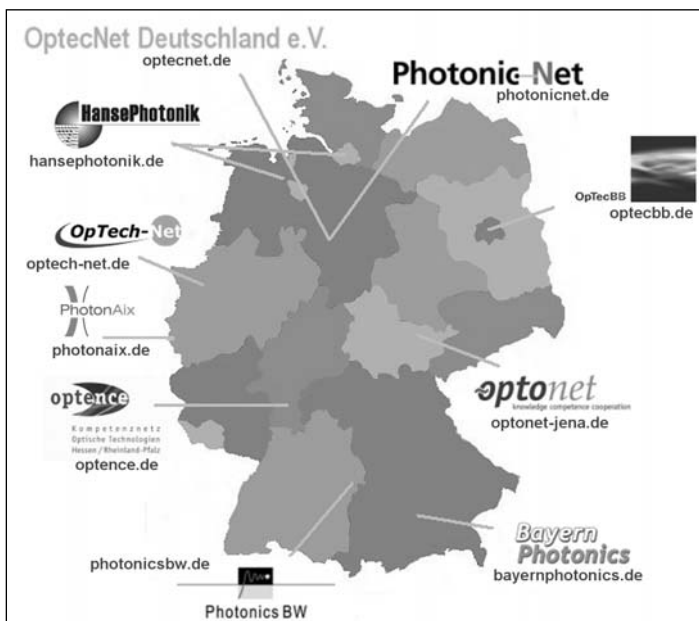 OptecNet Deutschland e.V.
optecnet.de
Photonic Net
photonicnet.de
HansePhotonik
hansephotonik.de
OpTecBB
optecbb.de
OpTech-Net
optech-net.de
PhotonAix
photonaix.de
optence
Kompetenznetz
Optische Technologien
Hessen / Rheinland-Pfalz
optence.de
optonet
knowledge competence cooperation
optonet-jena.de
photonicsbw.de
Photonics BW
Bayern
Photonics
bayernphotonics.de